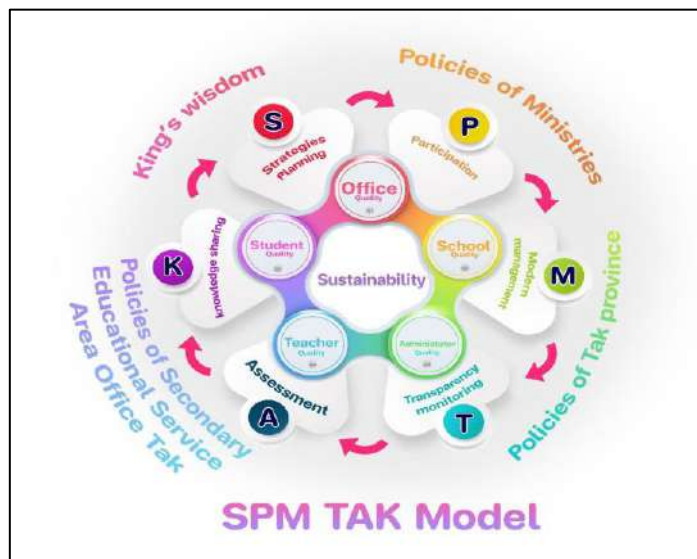 King's wisdom
Policies of Ministries
S
Strategies
Planning
P
Participation
Office
Quality
Student
Quality
School
Quality
K
Knowledge sharing
Sustainability
Modern
management
M
Teacher
Quality
Administrator
Quality
Assessment
A
Transparency
monitoring
T
Policies of Secondary
Educational Service
Area Office Tak
Policies of Tak province
SPM TAK Model